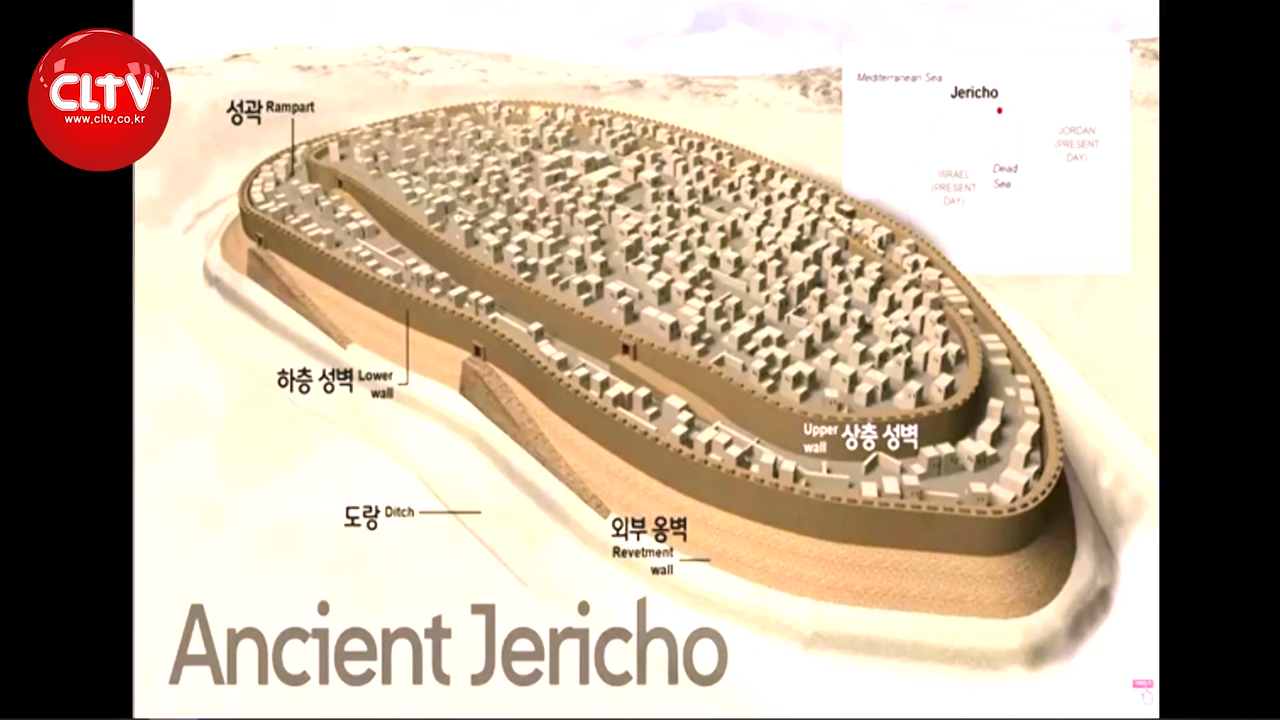 CLTV
www.cltv.co.kr
성곽 Rampart
Mediterranean Sea
Jericho
JORDAN
(PRESENT
DAY)
Dead
Sea
ISRAEL
(PRESENT
DAY)
하층 성벽 Lower
wall
Upper
wall 상층 성벽
도랑 Ditch
외부 옹벽
Revetment
wall
Ancient Jericho